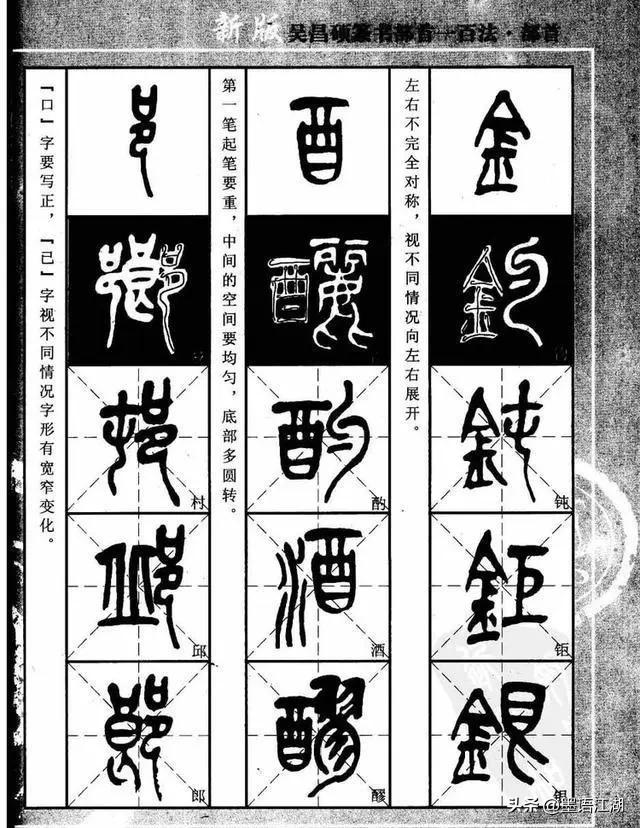 新版 吴昌硕篆书部首一百法·部首
金
钝
钜
银
左右不完全对称，视不同情况向左右展开。
酉
酌
酒
醪
第一笔起笔要重，中间的空间要均匀，底部多圆转。
邑
村
邱
郎
『口』字要写正，『己』字视不同情况字形有宽窄变化。
头条@墨语江湖